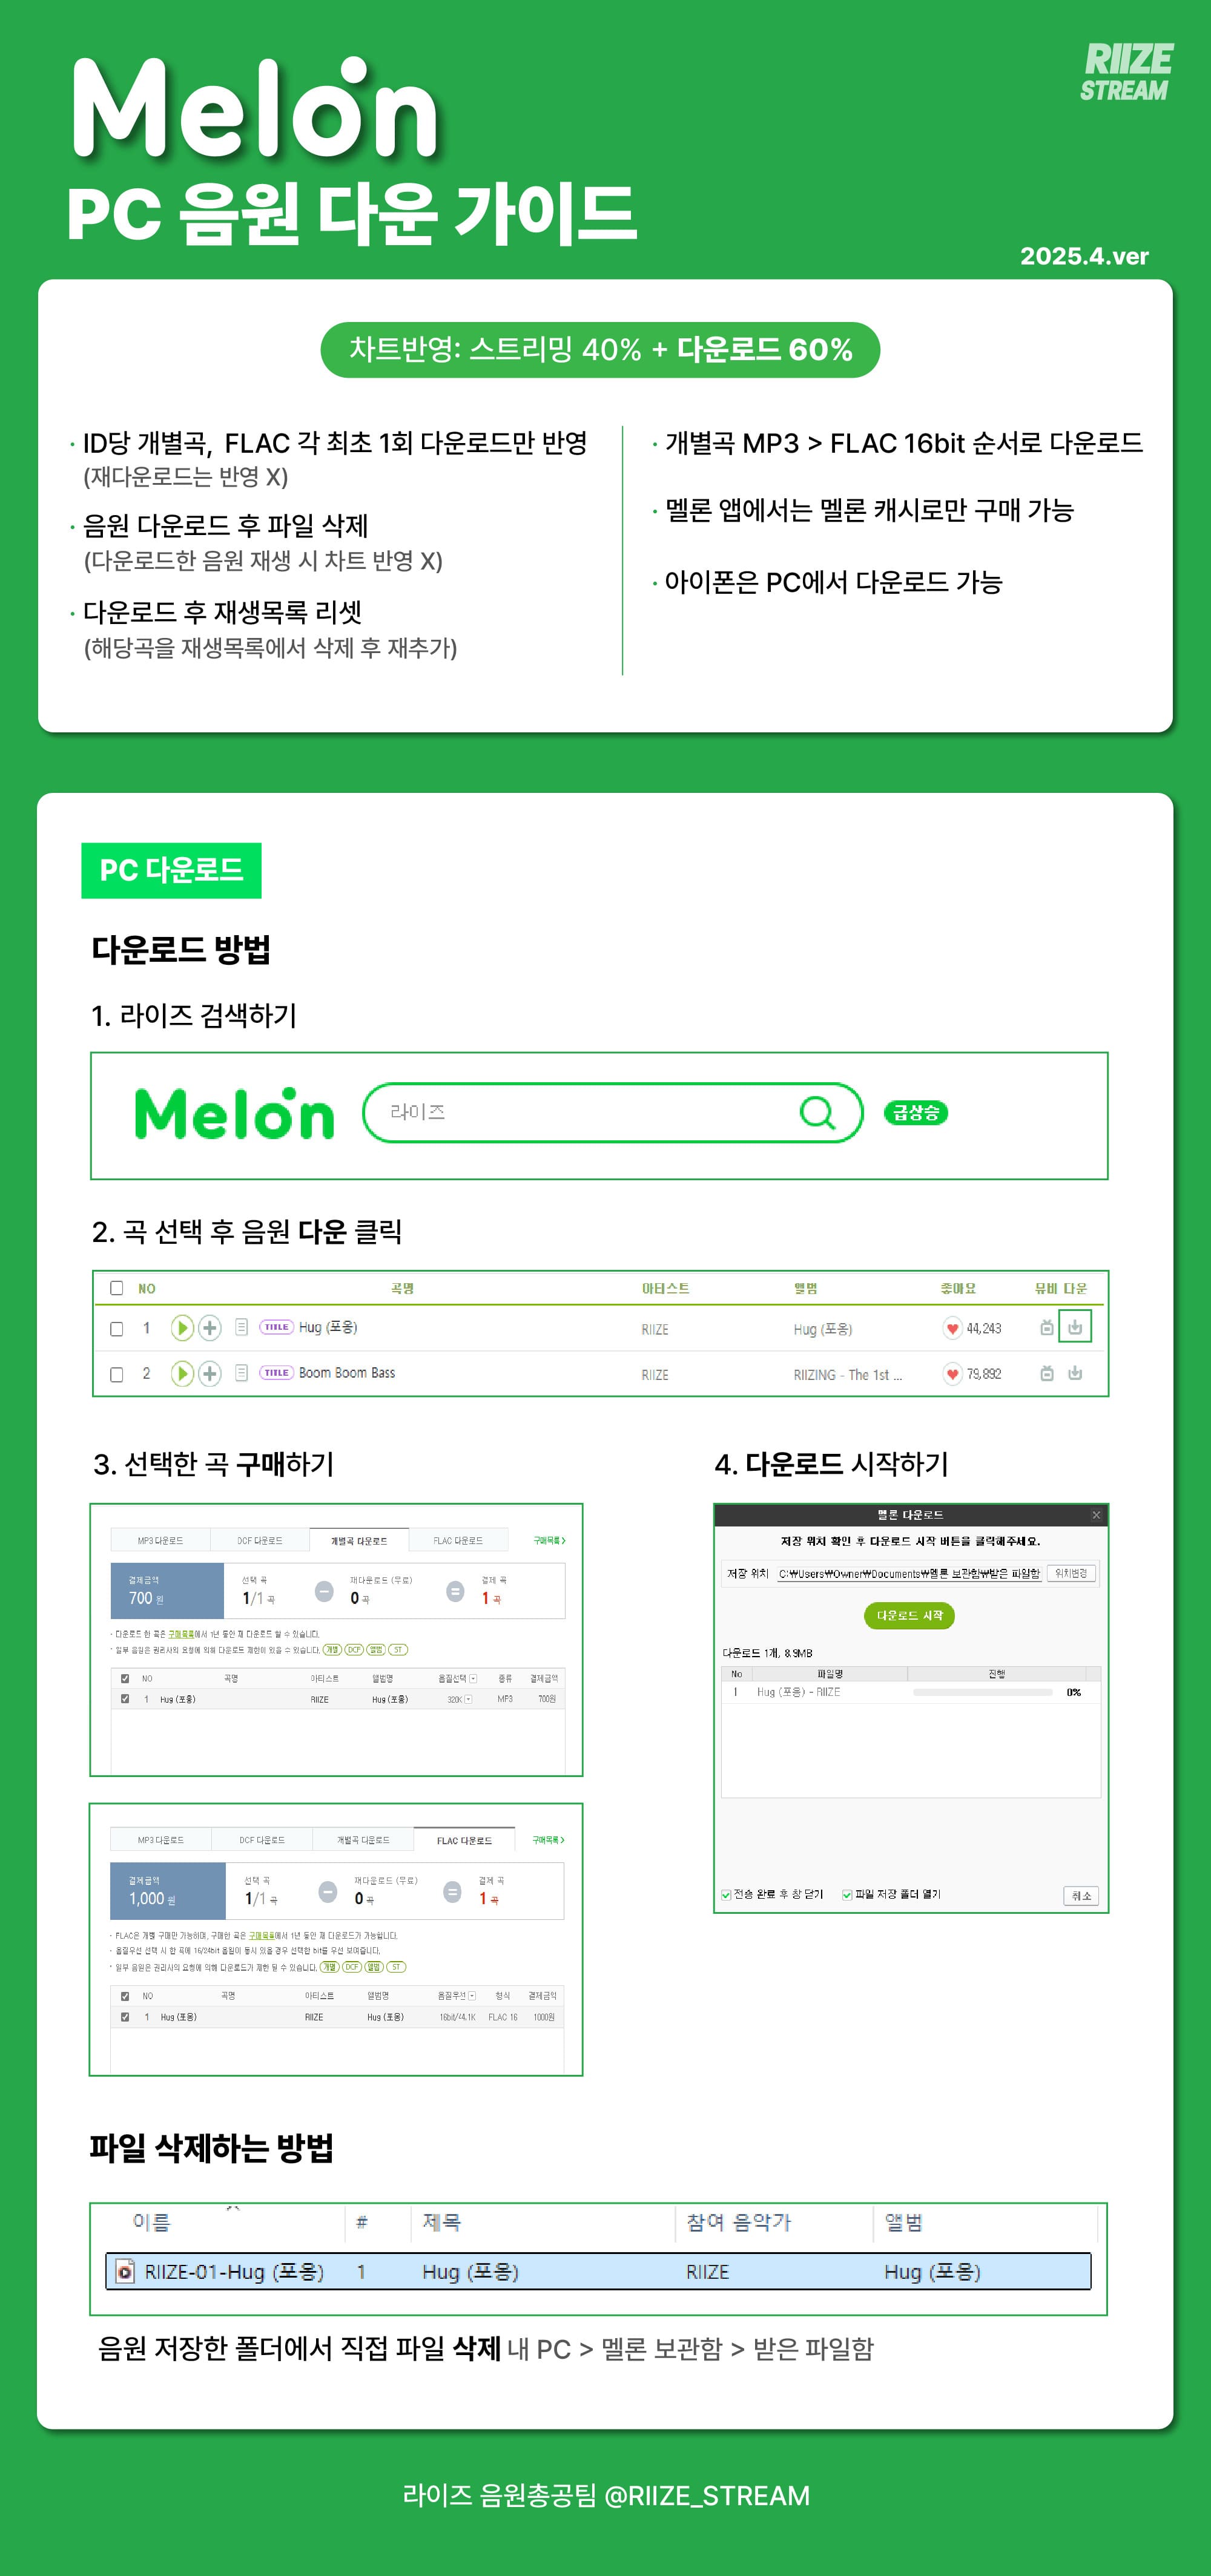 Melon
RIIZE
STREAM
PC 음원 다운 가이드
2025.4.ver
차트반영: 스트리밍 40% + 다운로드 60%
· ID당 개별곡, FLAC 각 최초 1회 다운로드만 반영
(재다운로드는 반영 X)
· 음원 다운로드 후 파일 삭제
(다운로드한 음원 재생 시 차트 반영 X)
· 다운로드 후 재생목록 리셋
(해당곡을 재생목록에서 삭제 후 재추가)
· 개별곡 MP3 > FLAC 16bit 순서로 다운로드
· 멜론 앱에서는 멜론 캐시로만 구매 가능
· 아이폰은 PC에서 다운로드 가능
PC 다운로드
다운로드 방법
1. 라이즈 검색하기
Melon 라이즈 급상승
2. 곡 선택 후 음원 다운 클릭
NO 곡명 아티스트 앨범 좋아요 뮤비 다운
1 TITLE Hug (포옹) RIIZE Hug (포옹) 44,243
2 TITLE Boom Boom Bass RIIZE RIIZING - The 1st ... 79,892
3. 선택한 곡 구매하기
MP3 다운로드 DCF 다운로드 개별곡 다운로드 FLAC 다운로드 구매목록 >
결제금액 선택 곡 재다운로드 (무료) 결제 곡
700 원 1/1 곡 − 0 곡 = 1 곡
· 다운로드 한 곡은 구매목록에서 1년 동안 재 다운로드 할 수 있습니다.
· 일부 음원은 권리사의 요청에 의해 다운로드 제한이 있을 수 있습니다. 개별 DCF 앨범 ST
NO 곡명 아티스트 앨범명 음질선택 종류 결제금액
1 Hug (포옹) RIIZE Hug (포옹) 320K MP3 700원
MP3 다운로드 DCF 다운로드 개별곡 다운로드 FLAC 다운로드 구매목록 >
결제금액 선택 곡 재다운로드 (무료) 결제 곡
1,000 원 1/1 곡 − 0 곡 = 1 곡
· FLAC은 개별 구매만 가능하며, 구매한 곡은 구매목록에서 1년 동안 재 다운로드가 가능합니다.
· 음질우선 선택 시 한 곡에 16/24bit 음원이 동시 있을 경우 선택한 bit를 우선 보여줍니다.
· 일부 음원은 권리사의 요청에 의해 다운로드가 제한 될 수 있습니다. 개별 DCF 앨범 ST
NO 곡명 아티스트 앨범명 음질우선 형식 결제금액
1 Hug (포옹) RIIZE Hug (포옹) 16bit/44.1K FLAC 16 1000원
4. 다운로드 시작하기
멜론 다운로드
저장 위치 확인 후 다운로드 시작 버튼을 클릭해주세요.
저장 위치 C:₩Users₩Owner₩Documents₩멜론 보관함₩받은 파일함 위치변경
다운로드 시작
다운로드 1개, 8.9MB
No 파일명 진행
1 Hug (포옹) - RIIZE 0%
전송 완료 후 창 닫기 파일 저장 폴더 열기 취소
파일 삭제하는 방법
이름 # 제목 참여 음악가 앨범
RIIZE-01-Hug (포옹) 1 Hug (포옹) RIIZE Hug (포옹)
음원 저장한 폴더에서 직접 파일 삭제 내 PC > 멜론 보관함 > 받은 파일함
라이즈 음원총공팀 @RIIZE_STREAM